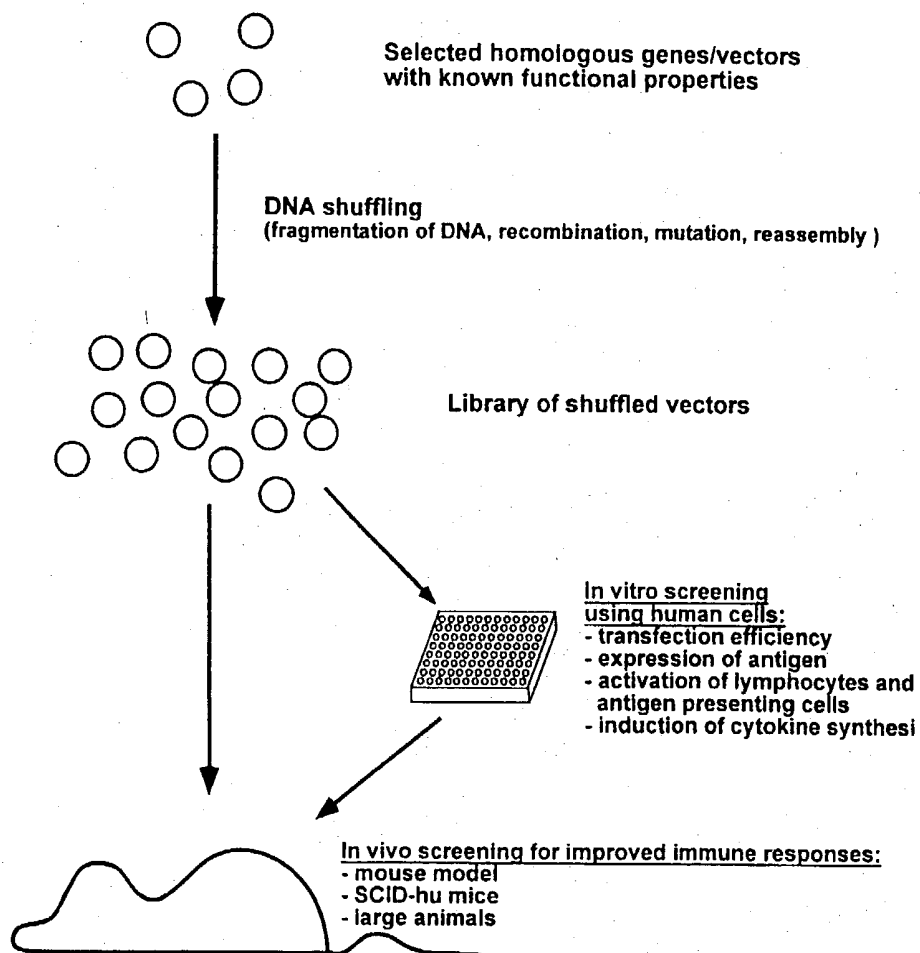 Selected homologous genes/vectors
with known functional properties
DNA shuffling
(fragmentation of DNA, recombination, mutation, reassembly )
Library of shuffled vectors
In vitro screening
using human cells:
- transfection efficiency
- expression of antigen
- activation of lymphocytes and
antigen presenting cells
- induction of cytokine synthesi
In vivo screening for improved immune responses:
- mouse model
- SCID-hu mice
- large animals